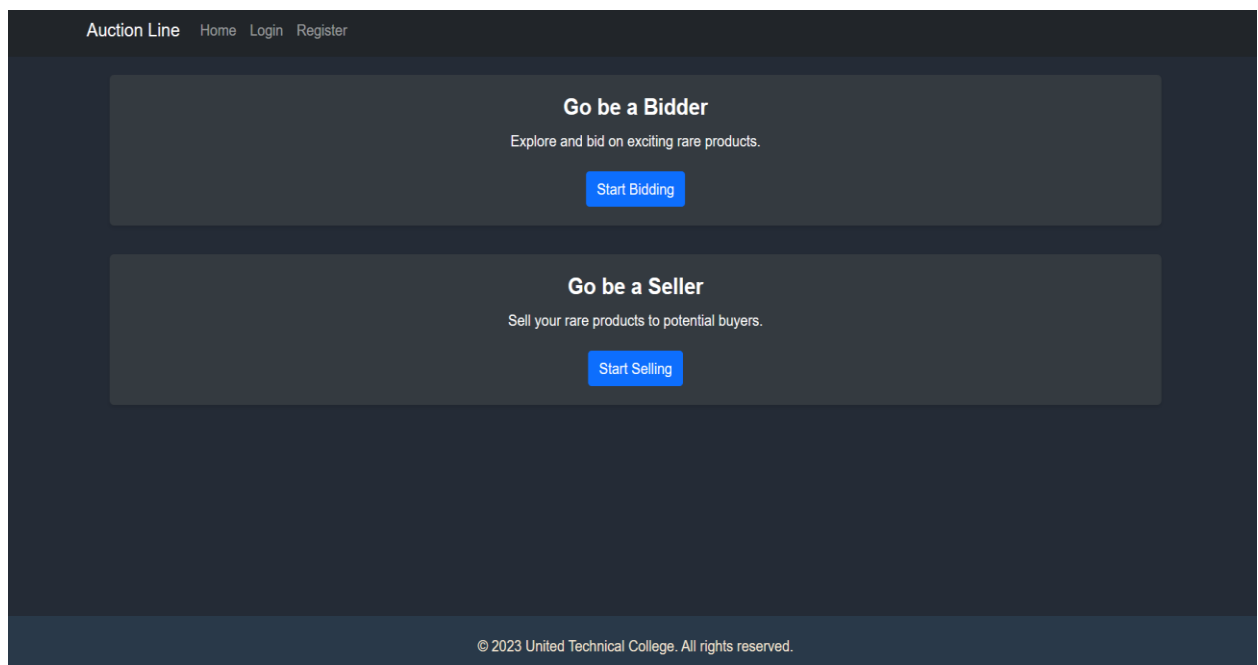 Auction Line Home Login Register
Go be a Bidder
Explore and bid on exciting rare products.
Start Bidding
Go be a Seller
Sell your rare products to potential buyers.
Start Selling
© 2023 United Technical College. All rights reserved.